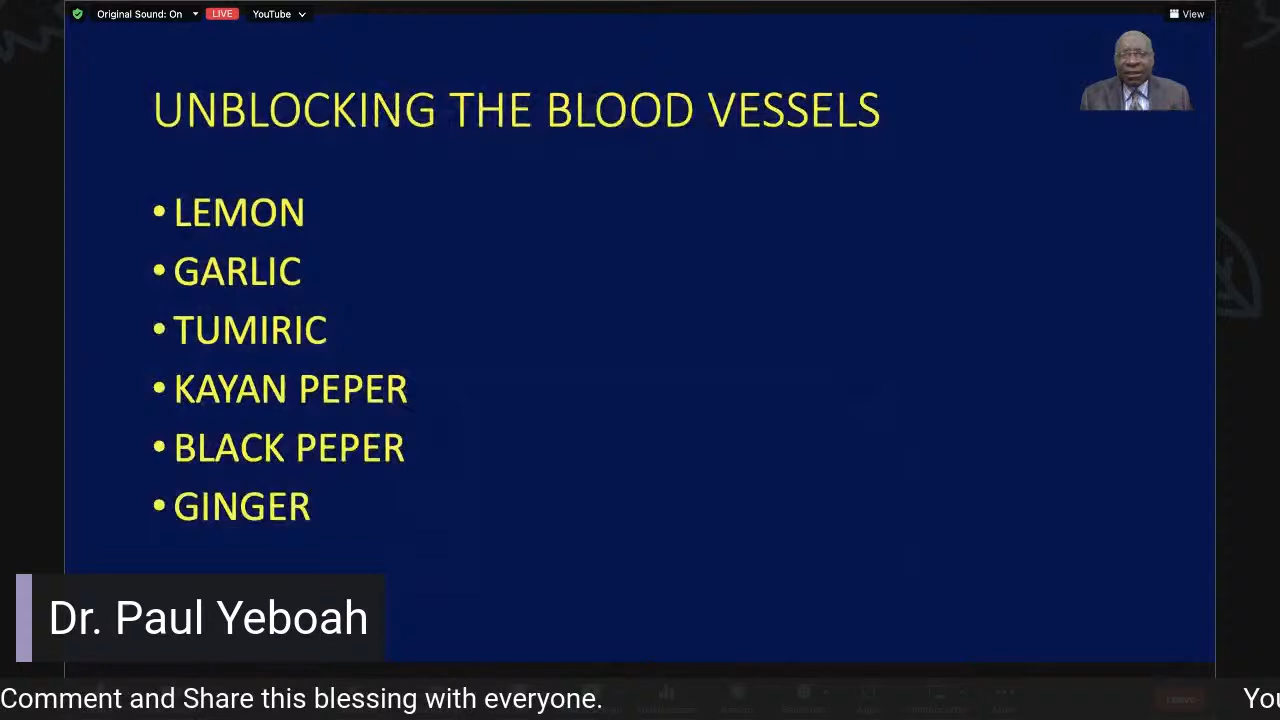 Original Sound: On
LIVE
YouTube
View
UNBLOCKING THE BLOOD VESSELS
• LEMON
• GARLIC
• TUMIRIC
• KAYAN PEPER
• BLACK PEPER
• GINGER
Dr. Paul Yeboah
Comment and Share this blessing with everyone.